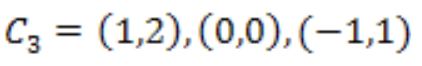 C₃ = (1,2),(0,0),(−1,1)